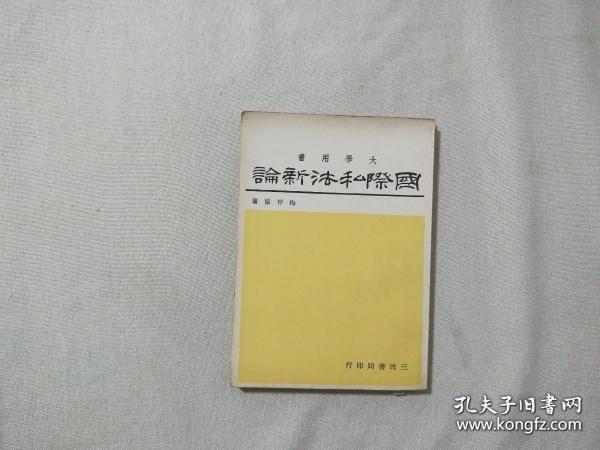 大學用書
國際私法新論
梅仲協著
三民書局印行
孔夫子旧书网
www.kongfz.com